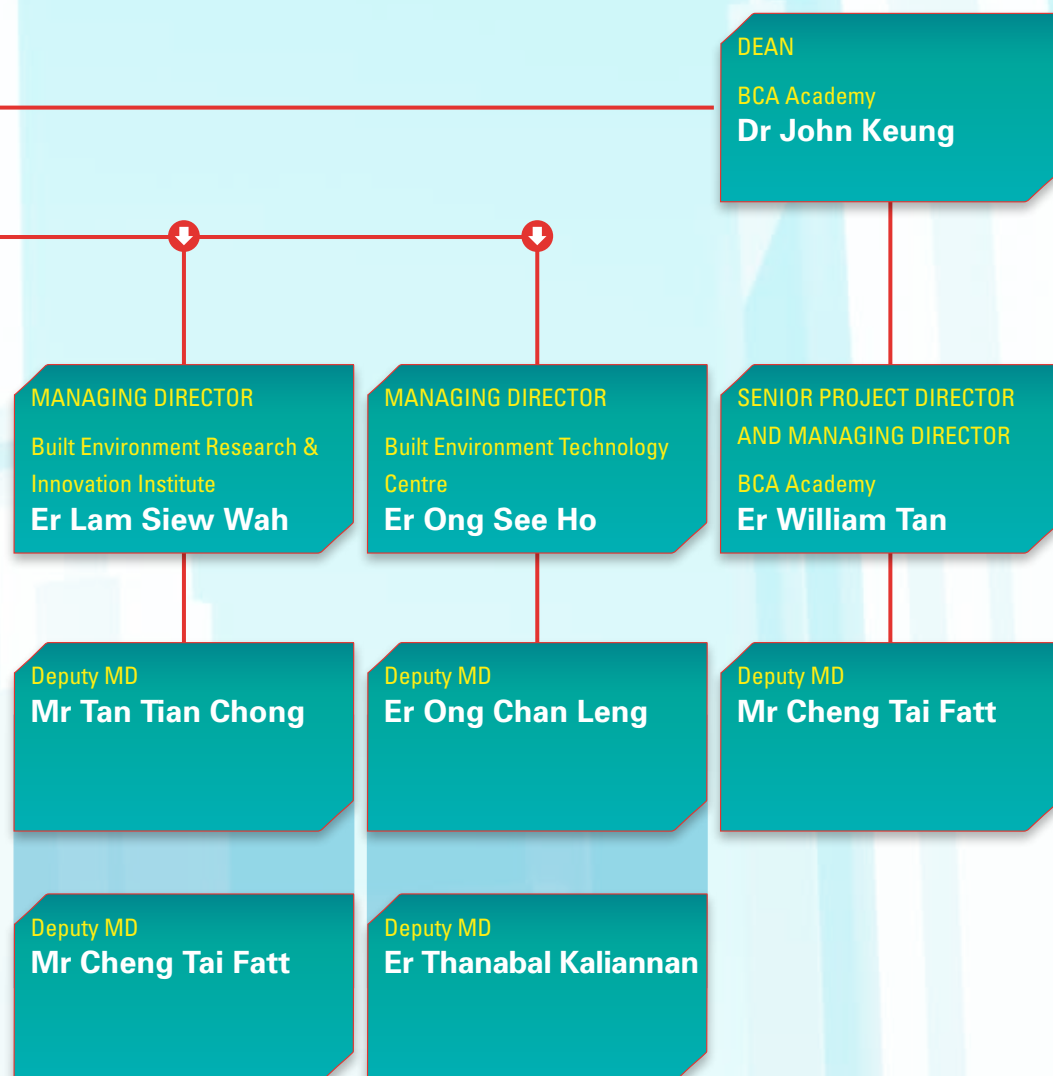 DEAN
BCA Academy
Dr John Keung
MANAGING DIRECTOR
Built Environment Research &
Innovation Institute
Er Lam Siew Wah
MANAGING DIRECTOR
Built Environment Technology
Centre
Er Ong See Ho
SENIOR PROJECT DIRECTOR
AND MANAGING DIRECTOR
BCA Academy
Er William Tan
Deputy MD
Mr Tan Tian Chong
Deputy MD
Er Ong Chan Leng
Deputy MD
Mr Cheng Tai Fatt
Deputy MD
Mr Cheng Tai Fatt
Deputy MD
Er Thanabal Kaliannan